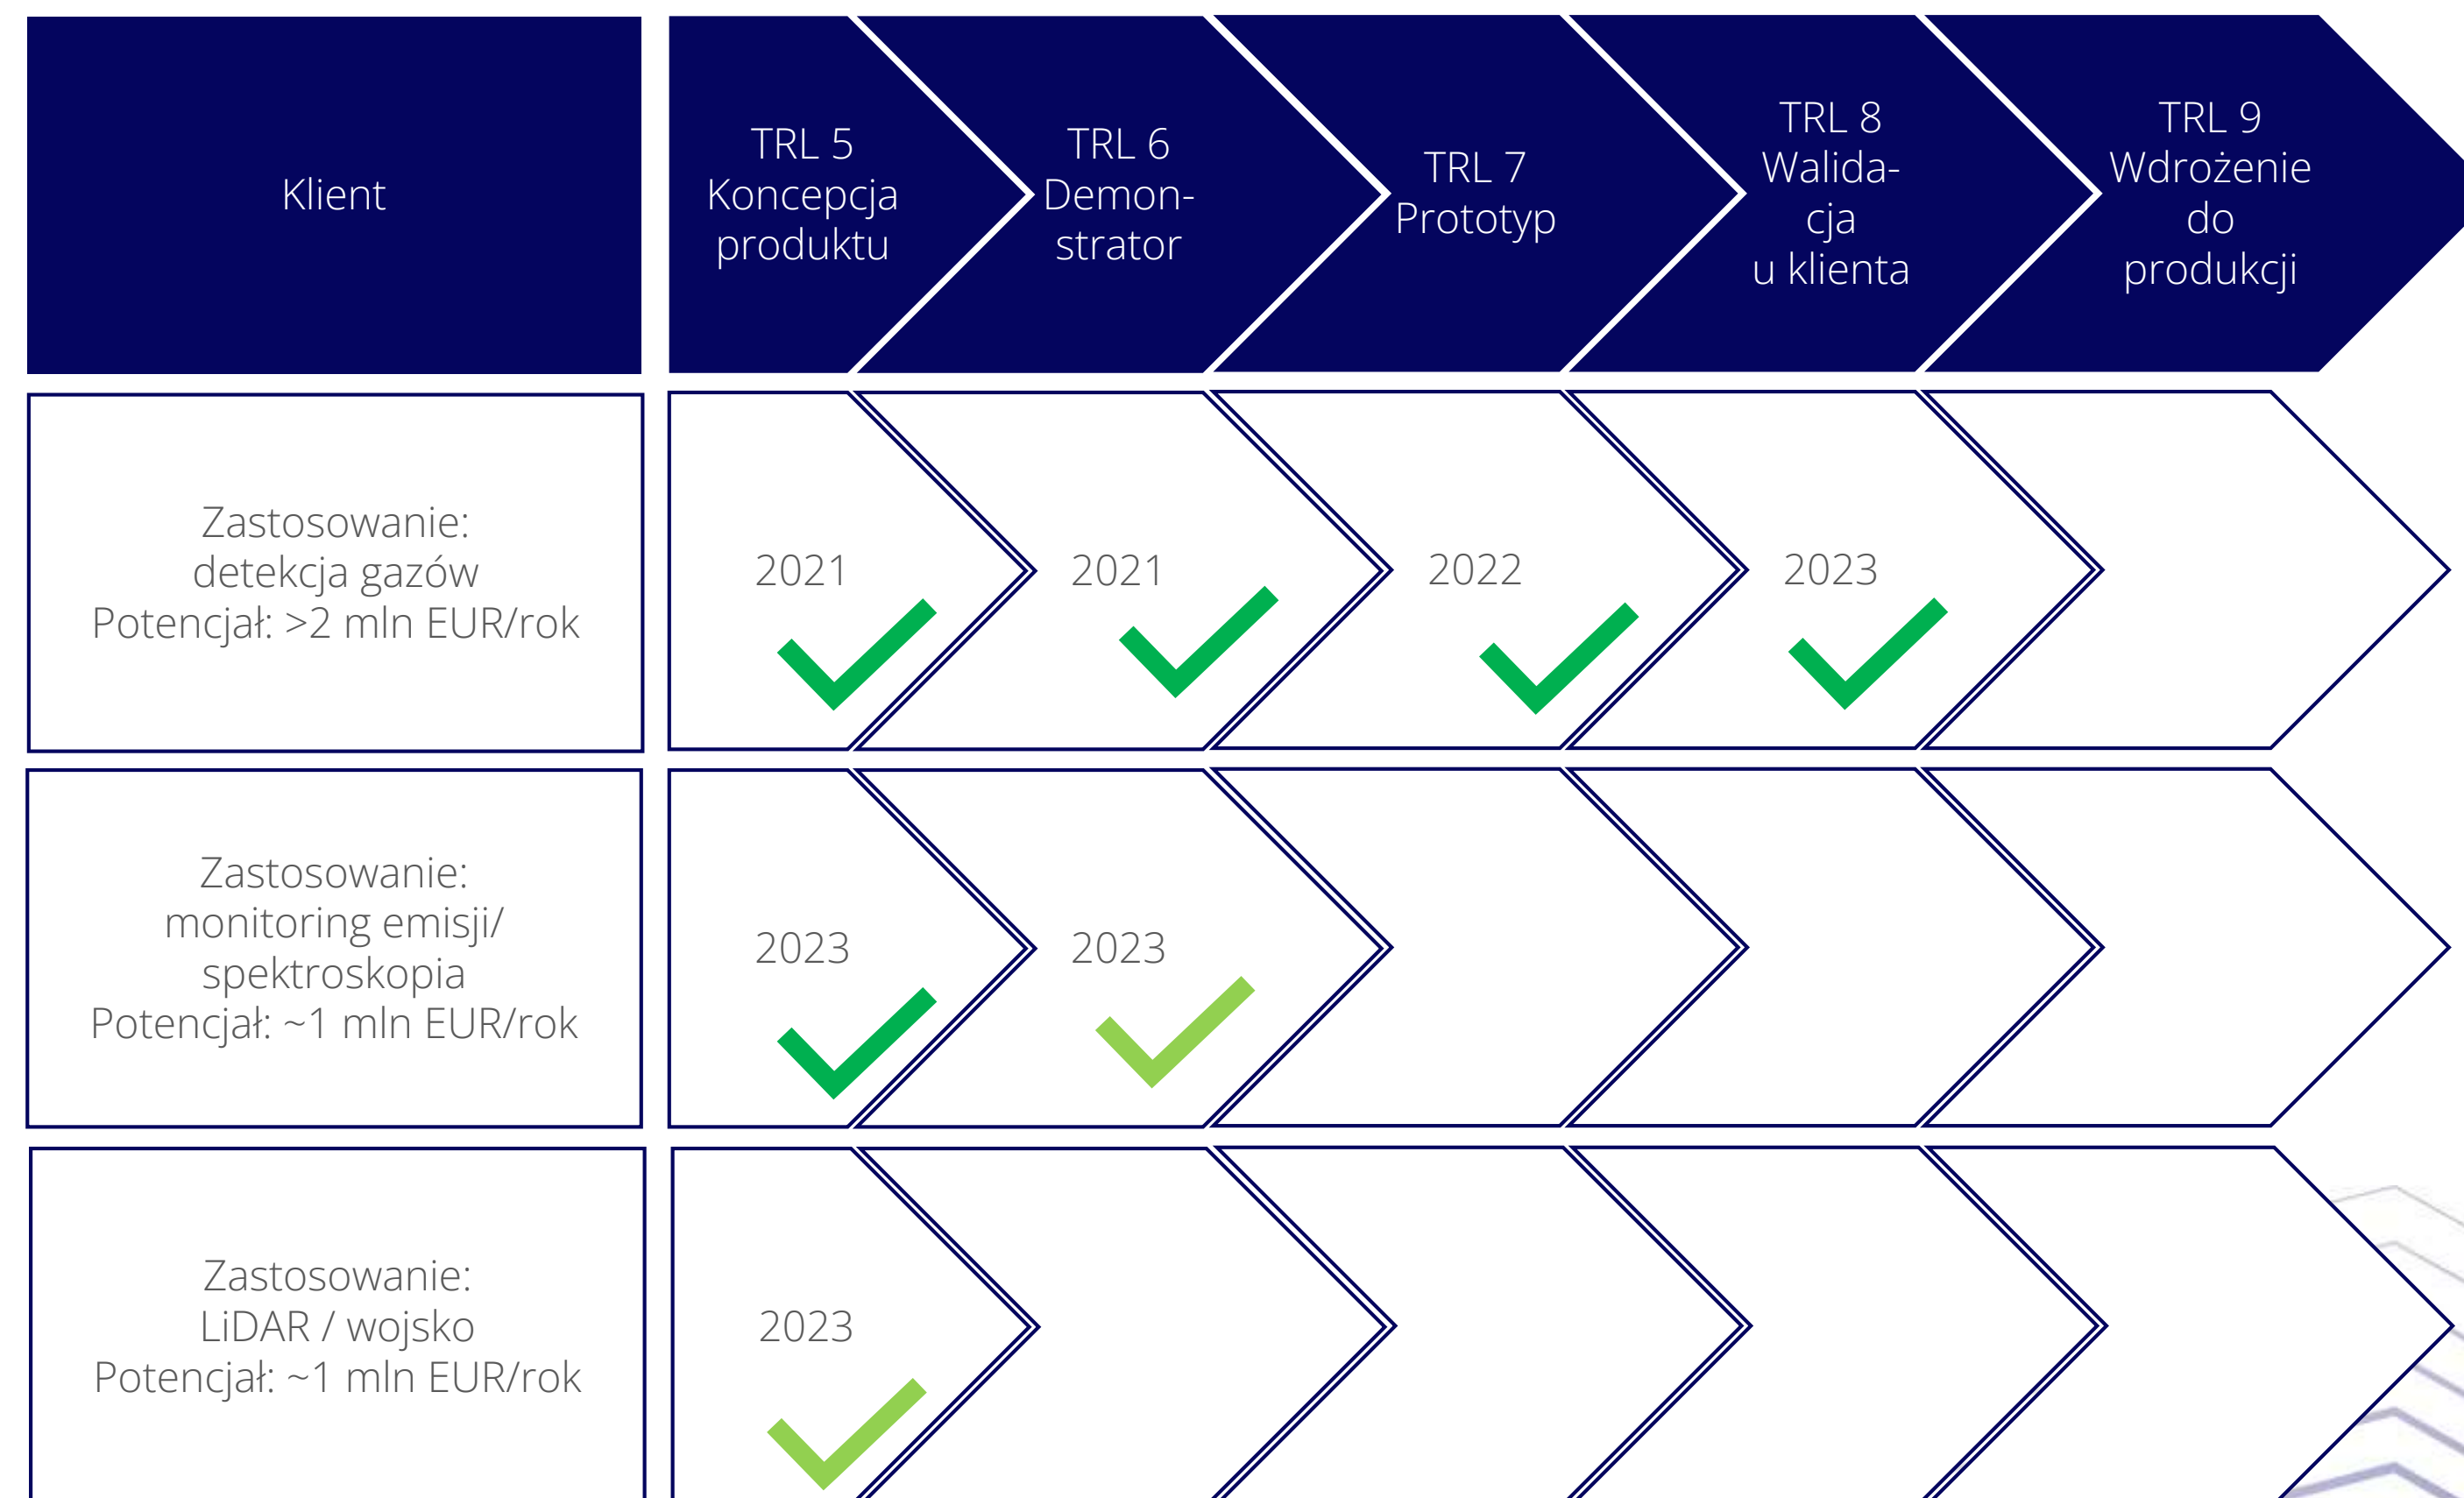 Klient
TRL 5
Koncepcja
produktu
TRL 6
Demon-
strator
TRL 7
Prototyp
TRL 8
Walida-
cja
u klienta
TRL 9
Wdrożenie
do
produkcji
Zastosowanie:
detekcja gazów
Potencjał: >2 mln EUR/rok
2021
2021
2022
2023
Zastosowanie:
monitoring emisji/
spektroskopia
Potencjał: ~1 mln EUR/rok
2023
2023
Zastosowanie:
LiDAR / wojsko
Potencjał: ~1 mln EUR/rok
2023